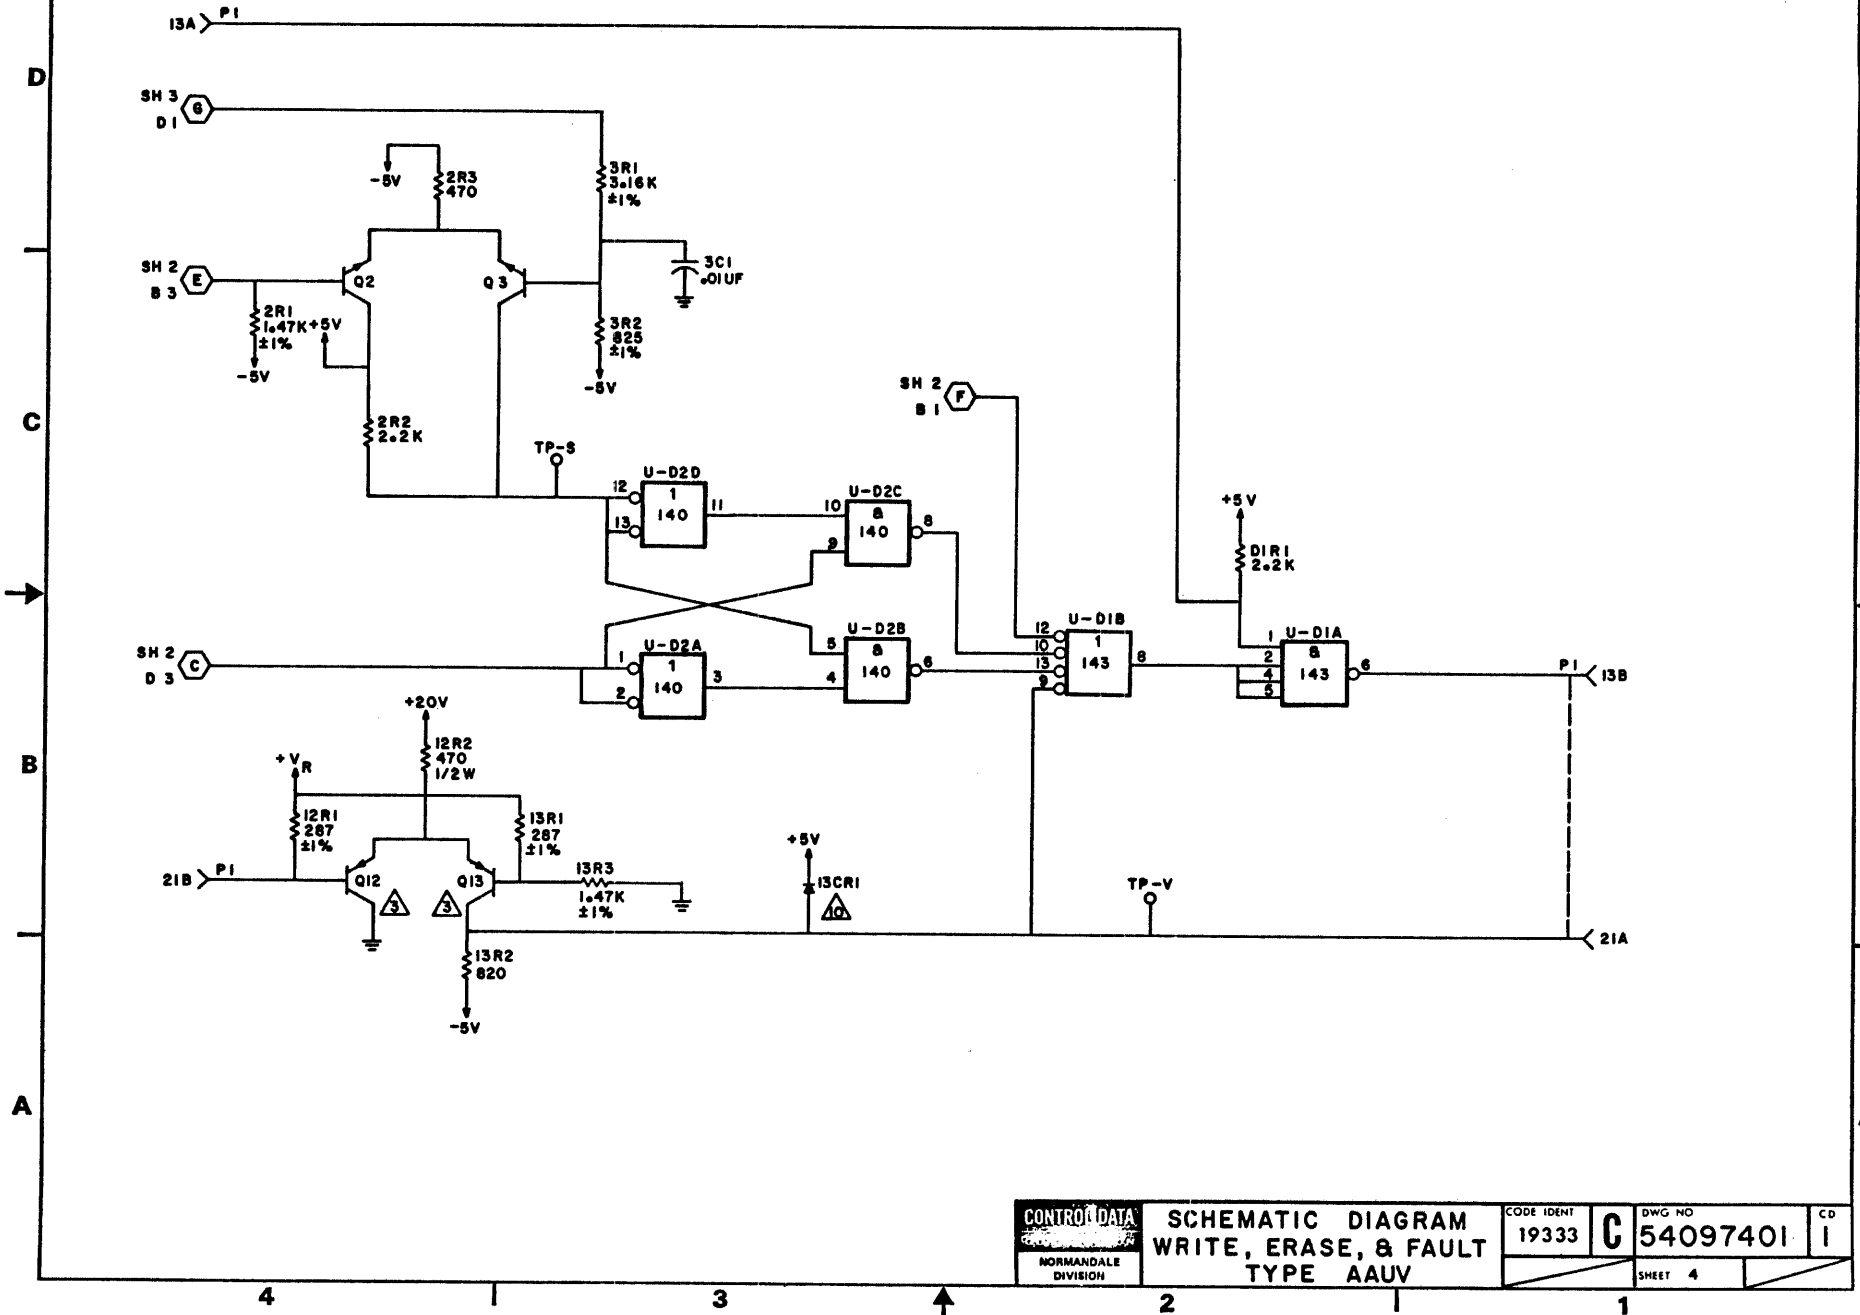 13A P1
D
SH 3
G
D1
-5V
2R3
470
3R1
3.16K
±1%
SH 2
E
B 3
Q2
Q3
3C1
.01UF
2R1
1.47K
±1%
-5V
+5V
3R2
825
±1%
-5V
SH 2
F
B 1
C
2R2
2.2K
TP-S
U-D2D
12
13
1
140
11
U-D2C
10
9
&
140
8
+5V
D1R1
2.2K
SH 2
C
D 3
U-D2A
1
2
1
140
3
U-D2B
5
4
&
140
6
U-D1B
12
10
13
9
1
143
8
U-D1A
1
2
4
5
&
143
6
P1
13B
B
+20V
12R2
470
1/2W
+VR
12R1
287
±1%
13R1
287
±1%
21B P1
Q12
3
Q13
3
13R3
1.47K
±1%
+5V
13CR1
10
TP-V
21A
13R2
820
-5V
A
CONTROL DATA
NORMANDALE
DIVISION
SCHEMATIC DIAGRAM
WRITE, ERASE, & FAULT
TYPE AAUV
CODE IDENT
19333
C
DWG NO
54097401
CD
1
SHEET 4
4
3
2
1